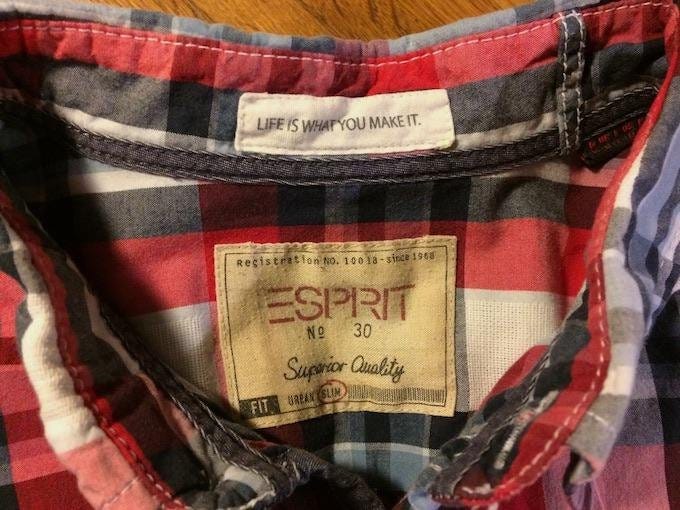 LIFE IS WHAT YOU MAKE IT.
Registration NO. 10018 - since 1968
ESPRIT
Nº 30
Superior Quality
FIT URBAN SLIM